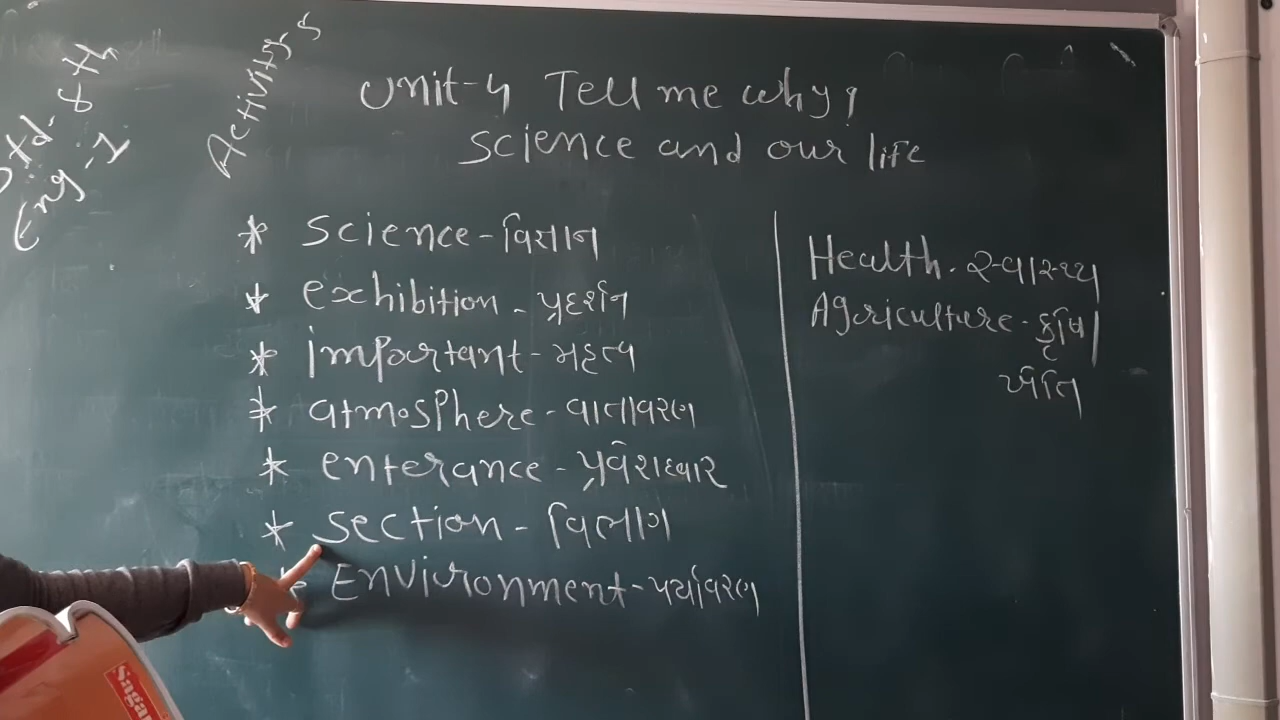 Std. 8th
Eng-1
Activity-5
Unit-4 Tell me why?
science and our life
* science - વિજ્ઞાન
* exhibition - પ્રદર્શન
* important - મહત્વ
* atmosphere - વાતાવરણ
* enterance - પ્રવેશદ્વાર
* section - વિભાગ
* Environment - પર્યાવરણ
Health. સ્વાસ્થ્ય
Agriculture - કૃષિ
ખેતિ
Sagar